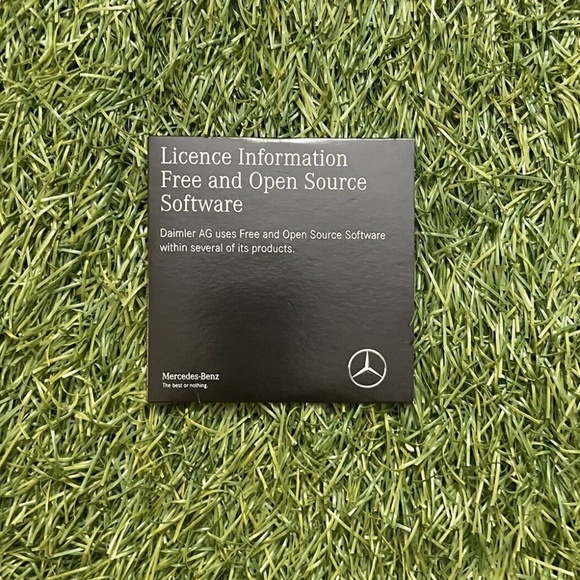 Licence Information
Free and Open Source
Software
Daimler AG uses Free and Open Source Software
within several of its products.
Mercedes-Benz
The best or nothing.